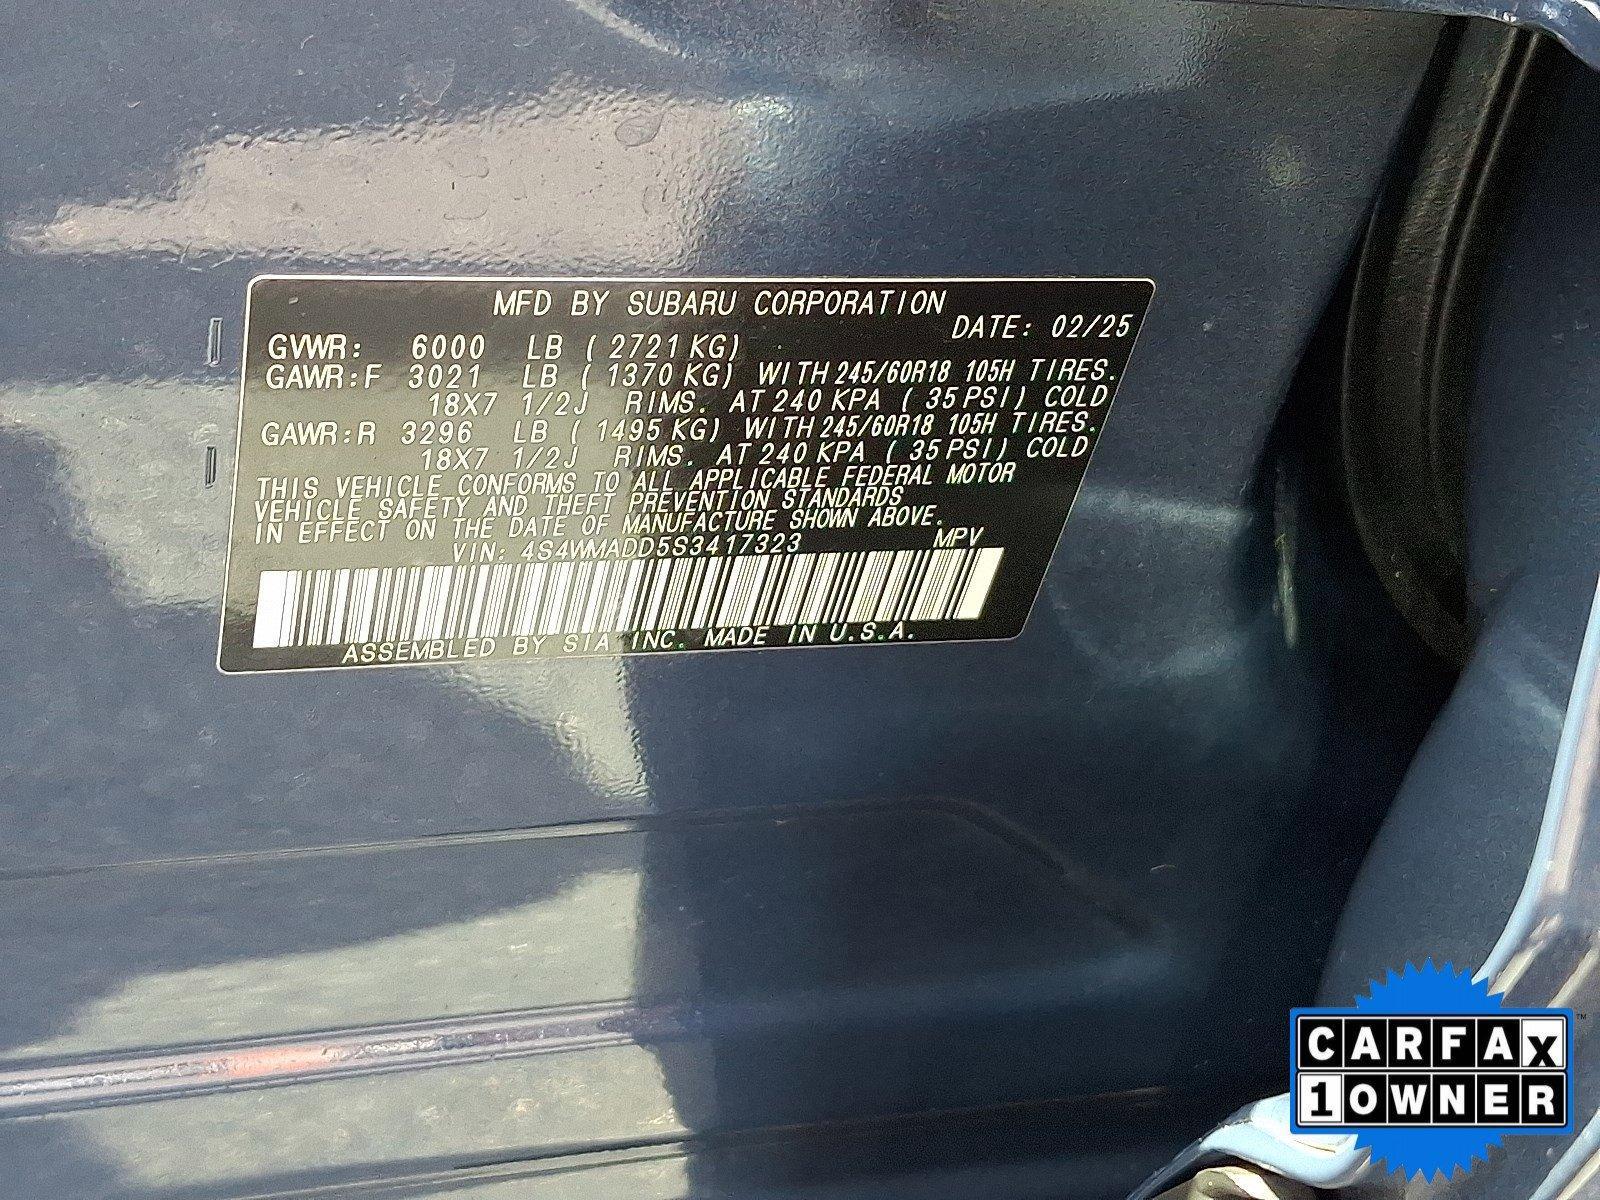 MFD BY SUBARU CORPORATION
DATE: 02/25
GVWR: 6000 LB ( 2721 KG)
GAWR:F 3021 LB ( 1370 KG) WITH 245/60R18 105H TIRES.
18X7 1/2J RIMS. AT 240 KPA ( 35 PSI) COLD
GAWR:R 3296 LB ( 1495 KG) WITH 245/60R18 105H TIRES.
18X7 1/2J RIMS. AT 240 KPA ( 35 PSI) COLD
THIS VEHICLE CONFORMS TO ALL APPLICABLE FEDERAL MOTOR
VEHICLE SAFETY AND THEFT PREVENTION STANDARDS
IN EFFECT ON THE DATE OF MANUFACTURE SHOWN ABOVE.
VIN: 4S4WMADD5S3417323 MPV
ASSEMBLED BY SIA INC. MADE IN U.S.A.
CARFAX
1 OWNER
TM